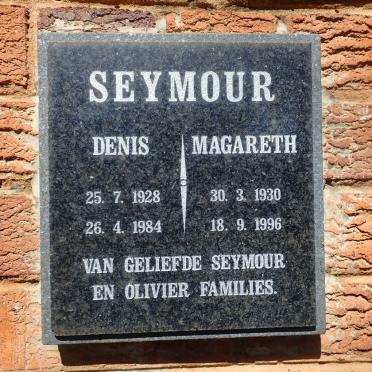 SEYMOUR
DENIS MAGARETH
25. 7. 1928 30. 3. 1930
26. 4. 1984 18. 9. 1996
VAN GELIEFDE SEYMOUR
EN OLIVIER FAMILIES.